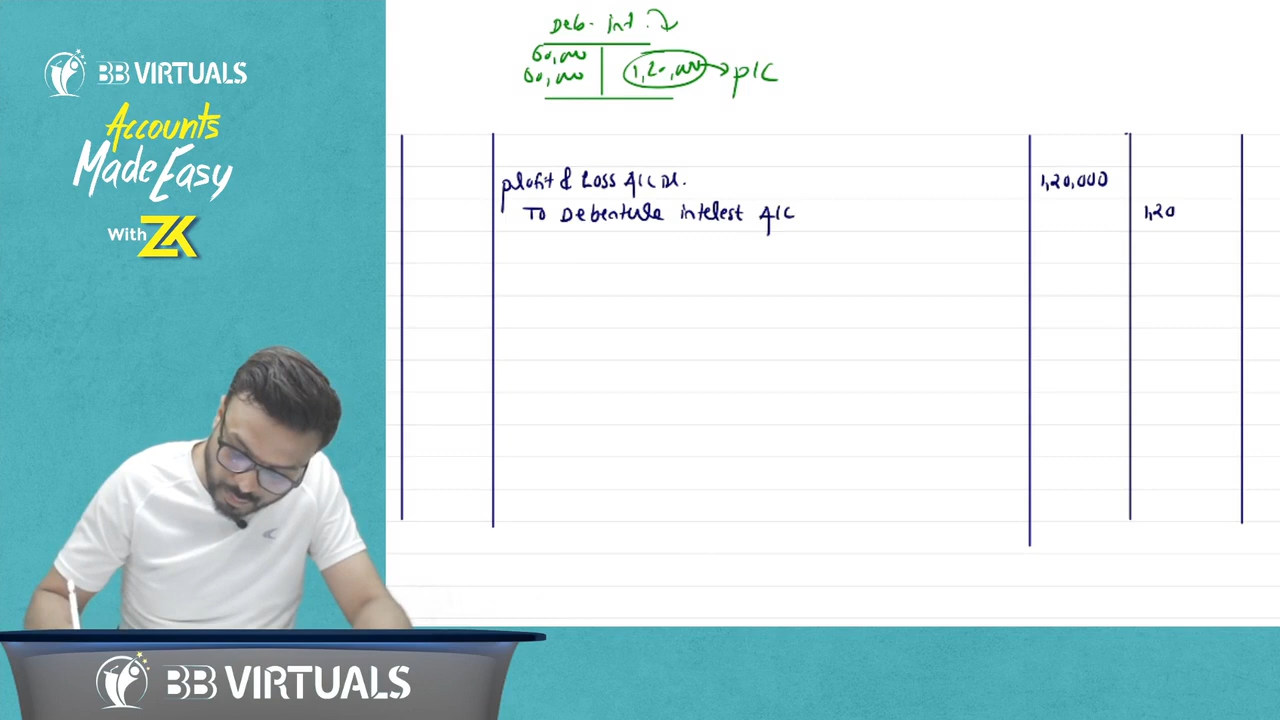 BB VIRTUALS
Accounts
Made Easy
With ZK
Deb. int.
60,000
60,000
1,20,000 → P/C
Profit & Loss A/C Dr. 1,20,000
To Debenture interest A/C 1,20
BB VIRTUALS